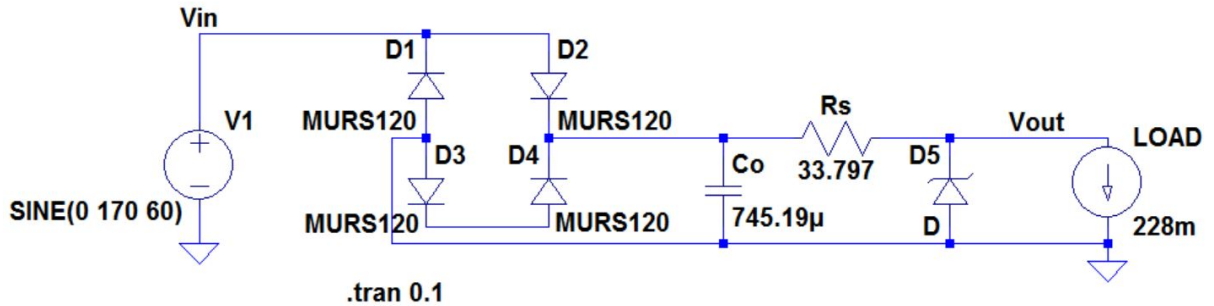 Vin
D1
D2
MURS120
MURS120
V1
SINE(0 170 60)
D3
D4
MURS120
MURS120
Co
745.19µ
Rs
33.797
D5
D
Vout
LOAD
228m
.tran 0.1